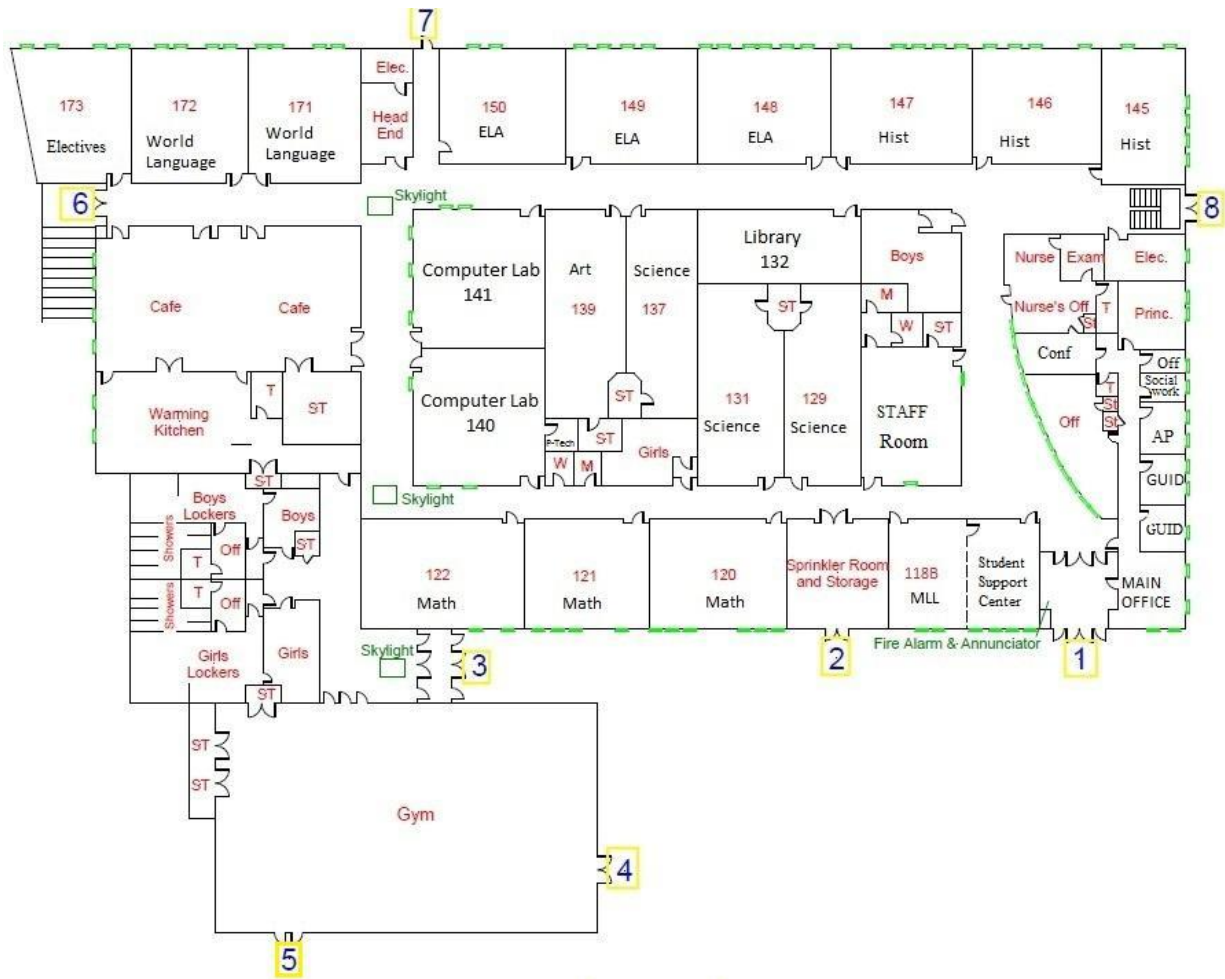 7
Elec.
Head
End
173
Electives
172
World
Language
171
World
Language
150
ELA
149
ELA
148
ELA
147
Hist
146
Hist
145
Hist
6
Skylight
8
Cafe
Cafe
Computer Lab
141
Art
139
Science
137
Library
132
Boys
M
W
ST
ST
Nurse
Exam
Elec.
Nurse's Off
T
St
Princ.
Conf
Off
Social
work
T
St
St
Off
AP
GUID
GUID
Warming
Kitchen
T
ST
Computer Lab
140
ST
131
Science
129
Science
STAFF
Room
P-Tech
ST
W
M
Girls
Skylight
ST
Boys
Lockers
Boys
ST
Showers
Off
T
T
Showers
Off
Girls
Lockers
Girls
ST
122
Math
121
Math
120
Math
Sprinkler Room
and Storage
118B
MLL
Student
Support
Center
MAIN
OFFICE
Skylight
3
2
Fire Alarm & Annunciator
1
ST
ST
Gym
4
5